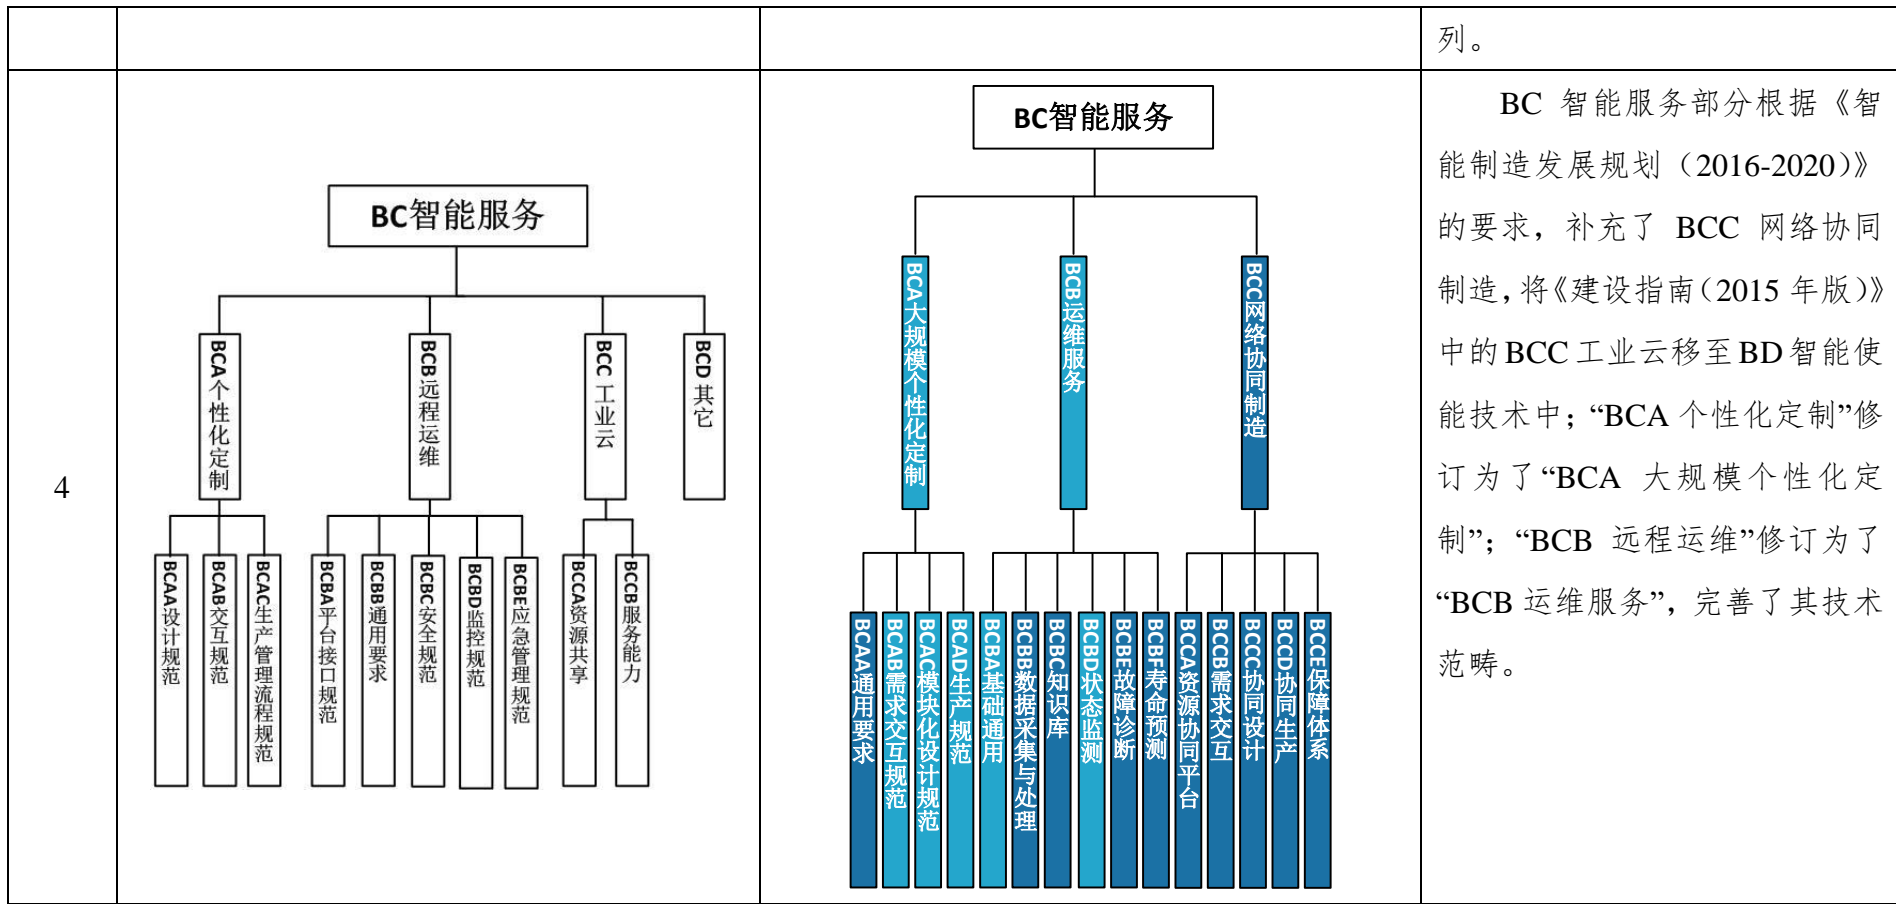 列。
4
BC智能服务
BCA个性化定制
BCB远程运维
BCC 工业云
BCD 其它
BCAA设计规范
BCAB交互规范
BCAC生产管理流程规范
BCBA平台接口规范
BCBB通用要求
BCBC安全规范
BCBD监控规范
BCBE应急管理规范
BCCA资源共享
BCCB服务能力
BC智能服务
BCA大规模个性化定制
BCB运维服务
BCC网络协同制造
BCAA通用要求
BCAB需求交互规范
BCAC模块化设计规范
BCAD生产规范
BCBA基础通用
BCBB数据采集与处理
BCBC知识库
BCBD状态监测
BCBE故障诊断
BCBF寿命预测
BCCA资源协同平台
BCCB需求交互
BCCC协同设计
BCCD协同生产
BCCE保障体系
BC 智能服务部分根据《智
能制造发展规划（2016-2020）》
的要求，补充了 BCC 网络协同
制造，将《建设指南（2015 年版）》
中的 BCC 工业云移至 BD 智能使
能技术中；“BCA 个性化定制”修
订为了“BCA 大规模个性化定
制”；“BCB 远程运维”修订为了
“BCB 运维服务”，完善了其技术
范畴。